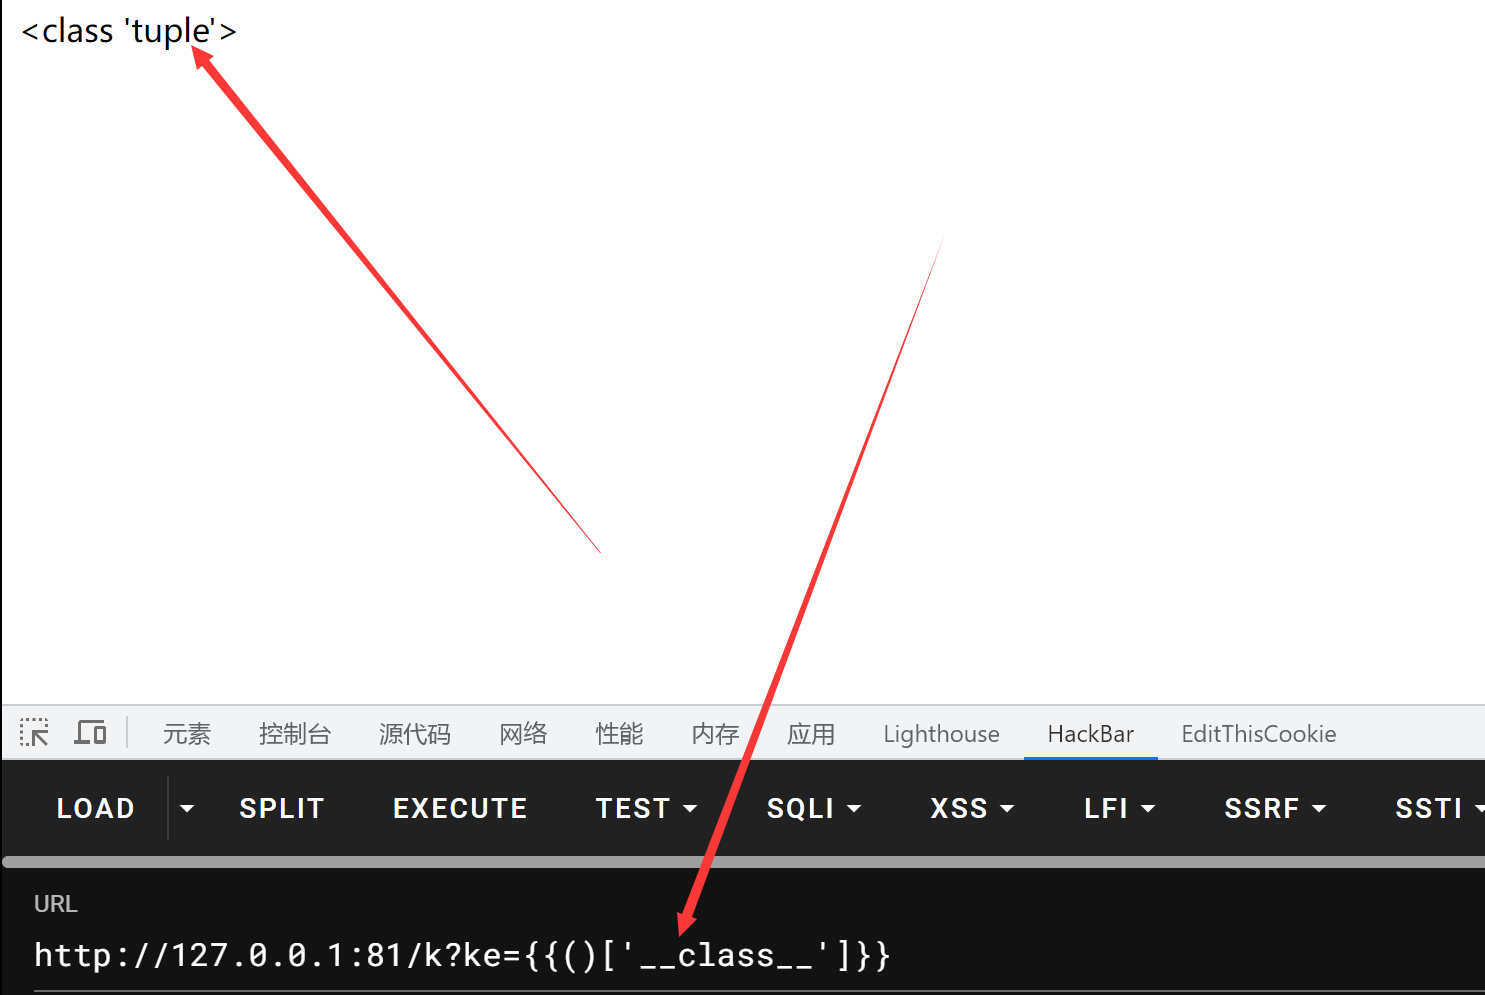 <class 'tuple'>
元素 控制台 源代码 网络 性能 内存 应用 Lighthouse HackBar EditThisCookie
LOAD SPLIT EXECUTE TEST SQLI XSS LFI SSRF SSTI
URL
http://127.0.0.1:81/k?ke={{()['__class__']}}